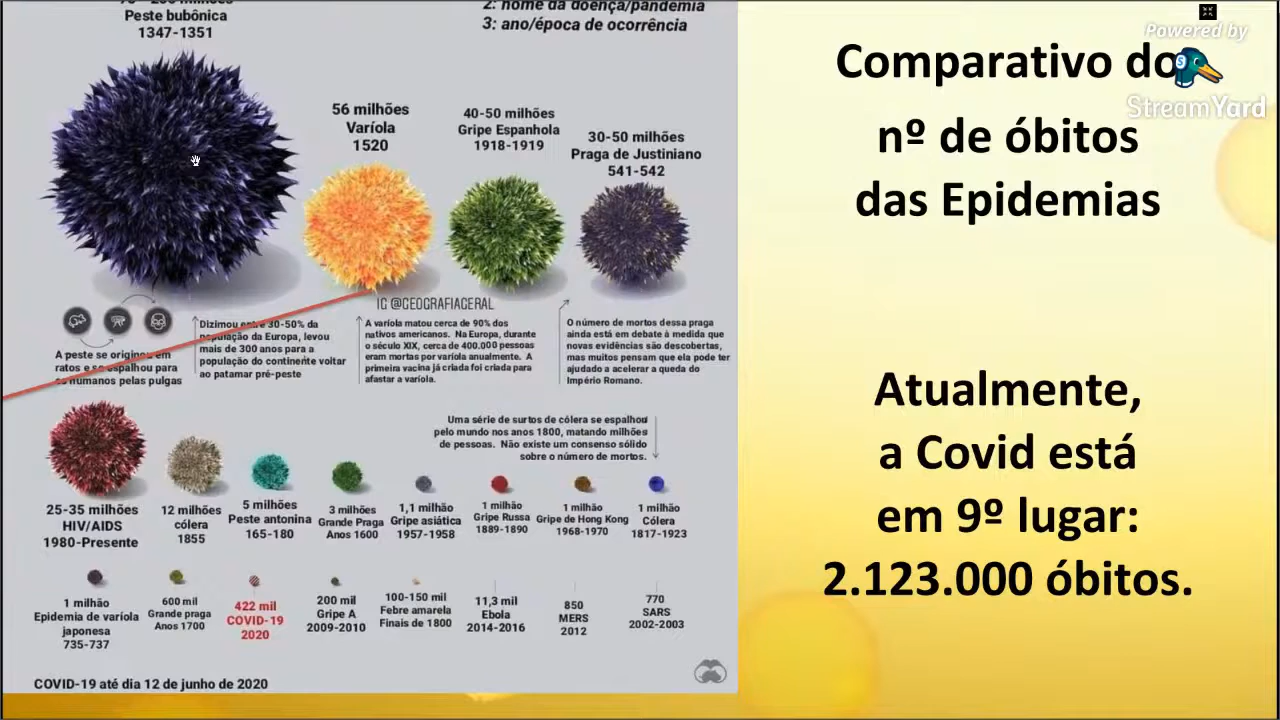 Peste bubônica
1347-1351
2: nome da doença/pandemia
3: ano/época de ocorrência
56 milhões
Varíola
1520
40-50 milhões
Gripe Espanhola
1918-1919
30-50 milhões
Praga de Justiniano
541-542
IG @GEOGRAFIAGERAL
A peste se originou em
ratos e se espalhou para
os humanos pelas pulgas
Dizimou entre 30-50% da
população da Europa, levou
mais de 300 anos para a
população do continente voltar
ao patamar pré-peste
A varíola matou cerca de 90% dos
nativos americanos. Na Europa, durante
o século XIX, cerca de 400.000 pessoas
eram mortas por varíola anualmente. A
primeira vacina já criada foi criada para
afastar a varíola.
O número de mortos dessa praga
ainda está em debate à medida que
novas evidências são descobertas,
mas muitos pensam que ela pode ter
ajudado a acelerar a queda do
Império Romano.
Uma série de surtos de cólera se espalhou
pelo mundo nos anos 1800, matando milhões
de pessoas. Não existe um consenso sólido
sobre o número de mortos.
25-35 milhões
HIV/AIDS
1980-Presente
12 milhões
cólera
1855
5 milhões
Peste antonina
165-180
3 milhões
Grande Praga
Anos 1600
1,1 milhão
Gripe asiática
1957-1958
1 milhão
Gripe Russa
1889-1890
1 milhão
Gripe de Hong Kong
1968-1970
1 milhão
Cólera
1817-1923
1 milhão
Epidemia de varíola
japonesa
735-737
600 mil
Grande praga
Anos 1700
422 mil
COVID-19
2020
200 mil
Gripe A
2009-2010
100-150 mil
Febre amarela
Finais de 1800
11,3 mil
Ebola
2014-2016
850
MERS
2012
770
SARS
2002-2003
COVID-19 até dia 12 de junho de 2020
Powered by
StreamYard
Comparativo do
nº de óbitos
das Epidemias
Atualmente,
a Covid está
em 9º lugar:
2.123.000 óbitos.